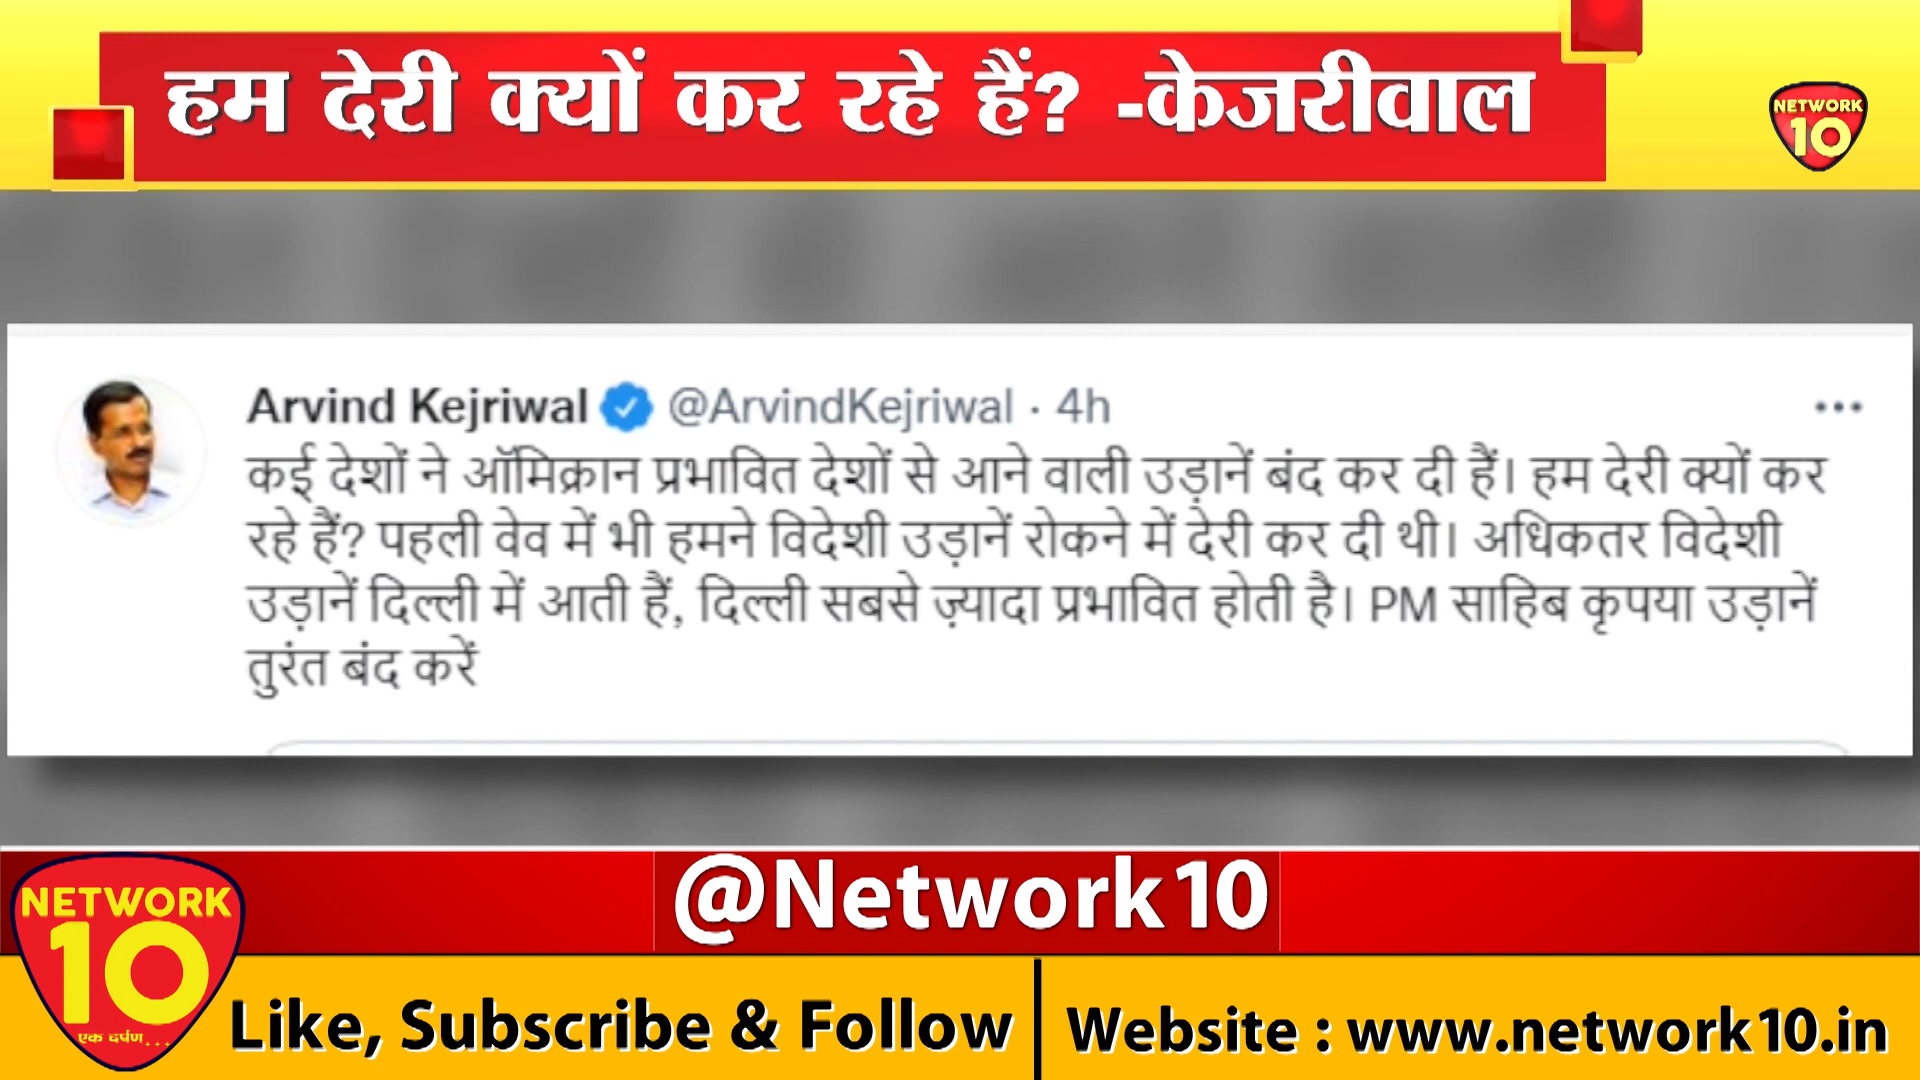 हम देरी क्यों कर रहे हैं? -केजरीवाल
NETWORK
10
Arvind Kejriwal @ArvindKejriwal · 4h
कई देशों ने ऑमिक्रान प्रभावित देशों से आने वाली उड़ानें बंद कर दी हैं। हम देरी क्यों कर
रहे हैं? पहली वेव में भी हमने विदेशी उड़ानें रोकने में देरी कर दी थी। अधिकतर विदेशी
उड़ानें दिल्ली में आती हैं, दिल्ली सबसे ज़्यादा प्रभावित होती है। PM साहिब कृपया उड़ानें
तुरंत बंद करें
@Network10
NETWORK
10
एक दर्पण...
Like, Subscribe & Follow
Website : www.network10.in